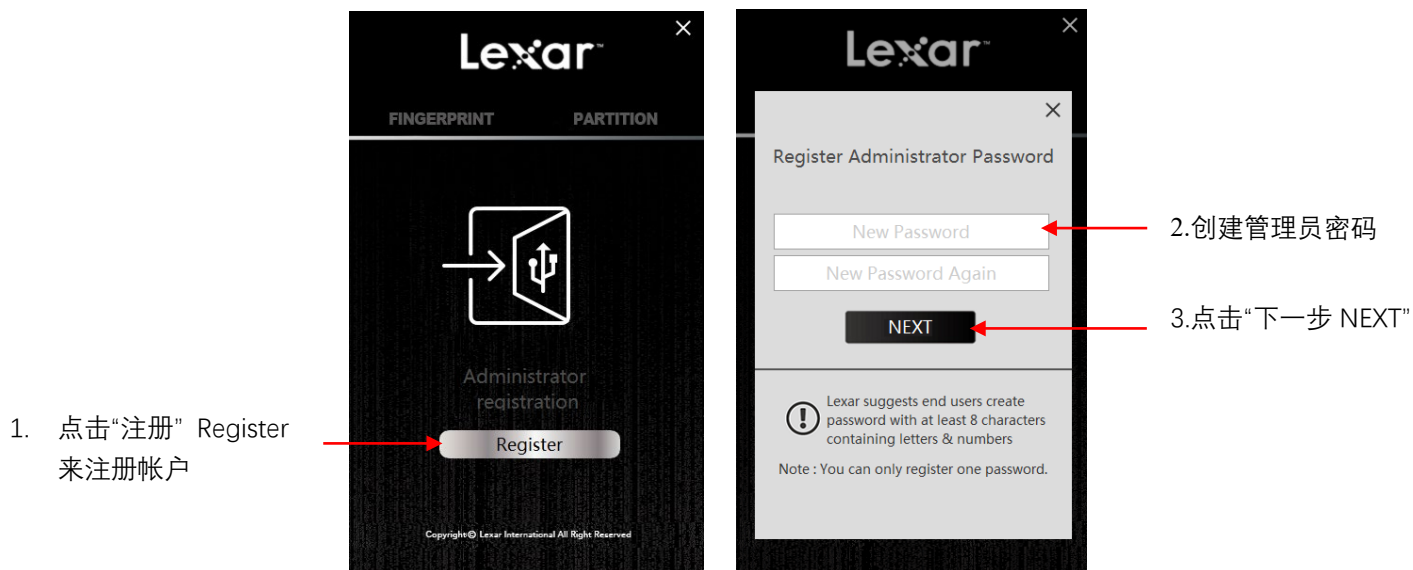 1. 点击“注册” Register
来注册帐户
Lexar™
FINGERPRINT PARTITION
Administrator
registration
Register
Copyright© Lexar International All Right Reserved
Lexar™
Register Administrator Password
New Password
New Password Again
NEXT
Lexar suggests end users create
password with at least 8 characters
containing letters & numbers
Note : You can only register one password.
2.创建管理员密码
3.点击“下一步 NEXT”